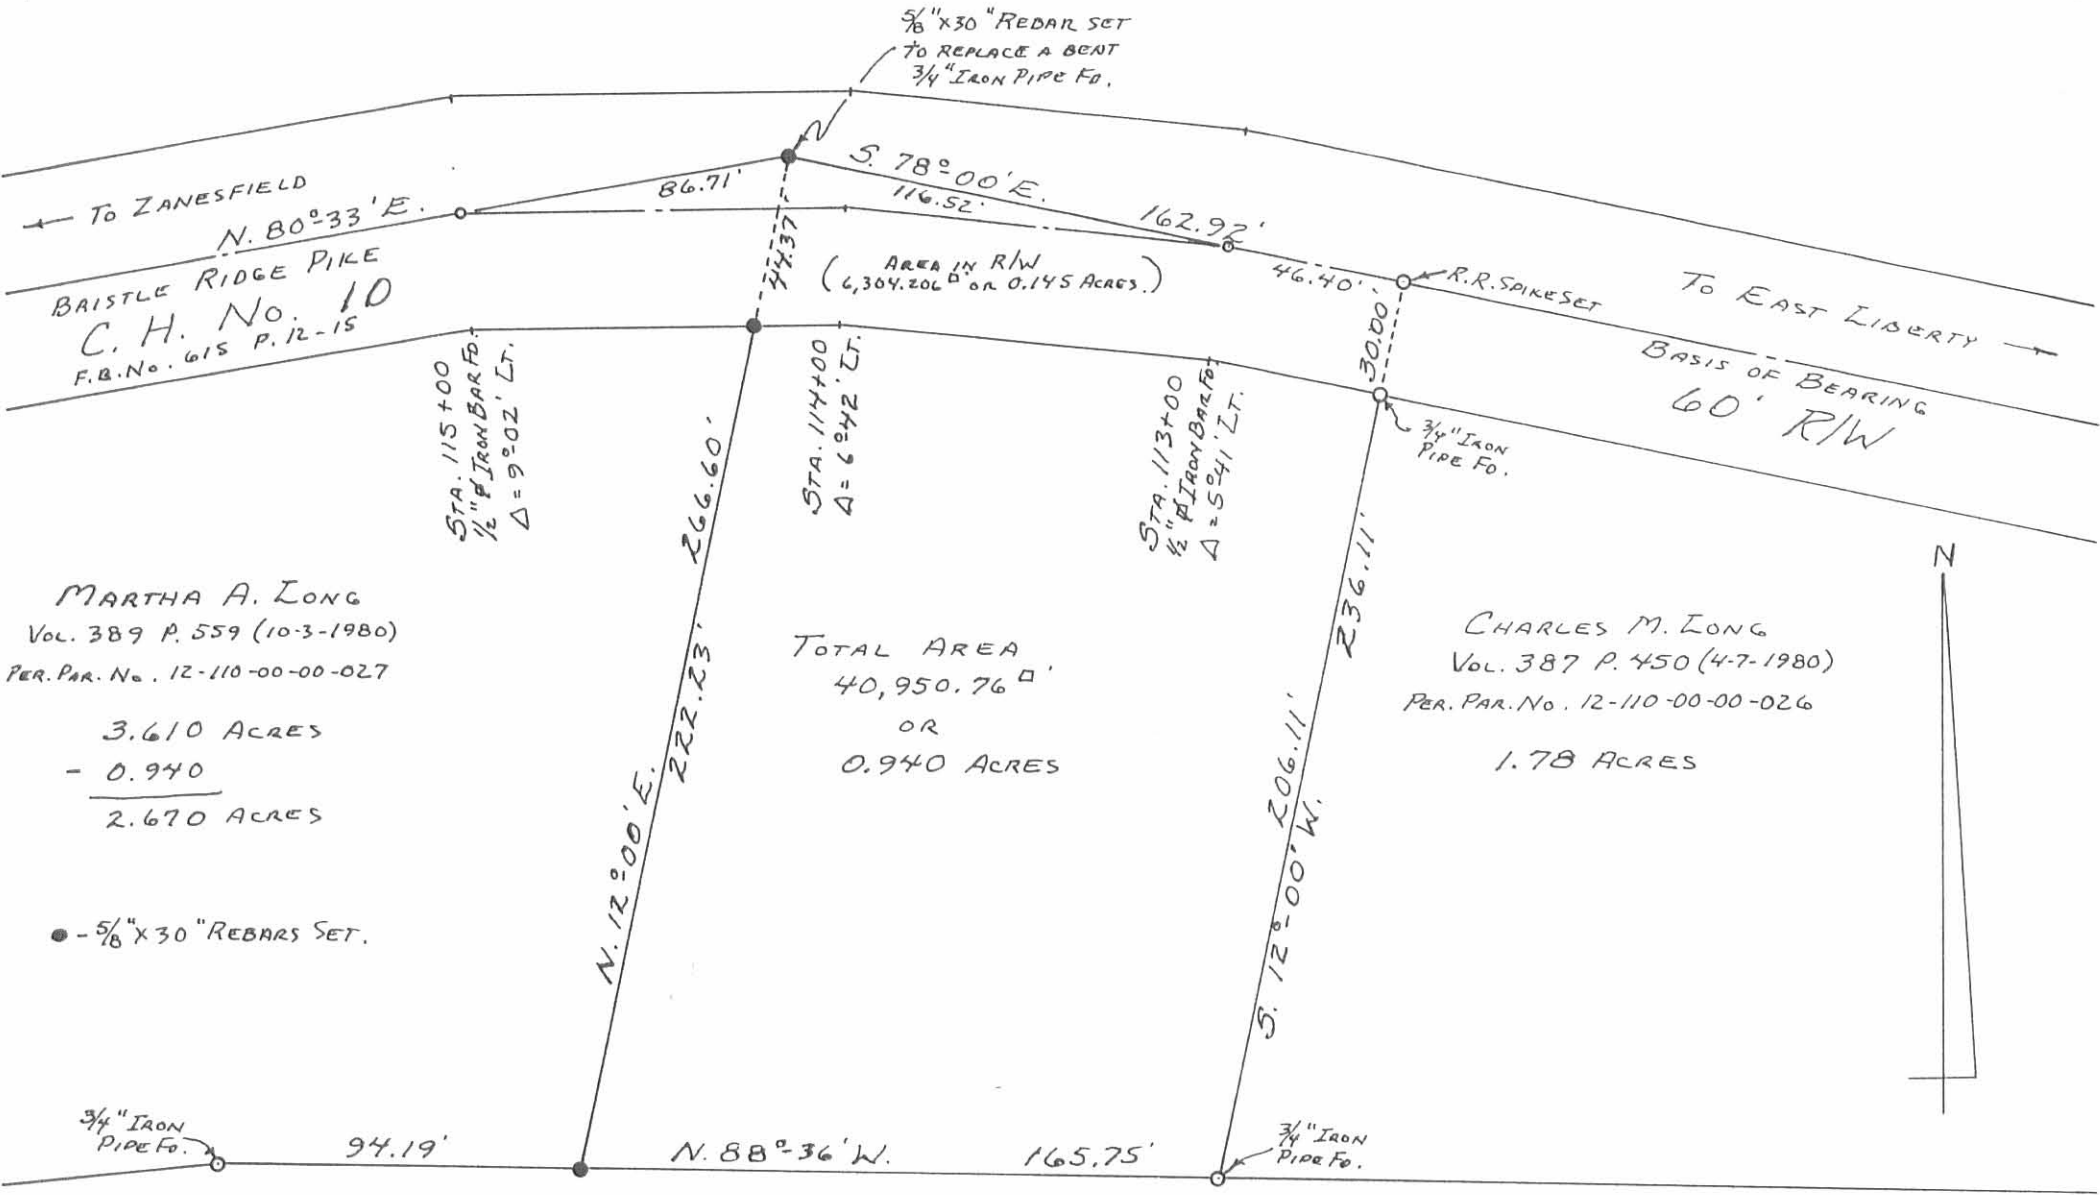 5/8"X30" REBAR SET
TO REPLACE A BENT
3/4" IRON PIPE FD.
← TO ZANESFIELD
N. 80°-33' E.
86.71'
S. 78°-00' E.
116.52'
162.92'
BRISTLE RIDGE PIKE
C. H. No. 10
F.B. No. 615 P. 12-15
44.37'
AREA IN R/W
(6,304.206 □' OR 0.145 ACRES.)
46.40'
R.R. SPIKE SET
TO EAST LIBERTY →
30.00
BASIS OF BEARING
60' R/W
STA. 115+00
1/2" ø IRON BAR FD.
Δ = 9°-02' LT.
266.60'
STA. 114+00
Δ = 6°-42' LT.
STA. 113+00
1/2" ø IRON BAR FD.
Δ = 5°-41' LT.
3/4" IRON
PIPE FD.
236.11'
N
MARTHA A. LONG
VOL. 389 P. 559 (10-3-1980)
PER. PAR. No. 12-110-00-00-027
3.610 ACRES
- 0.940
2.670 ACRES
222.23'
N. 12°-00' E.
TOTAL AREA
40,950.76 □'
OR
0.940 ACRES
206.11'
S. 12°-00' W.
CHARLES M. LONG
VOL. 387 P. 450 (4-7-1980)
PER. PAR. No. 12-110-00-00-026
1.78 ACRES
● - 5/8"X30" REBARS SET.
3/4" IRON
PIPE FD.
94.19'
N. 88°-36' W.
165.75'
3/4" IRON
PIPE FD.